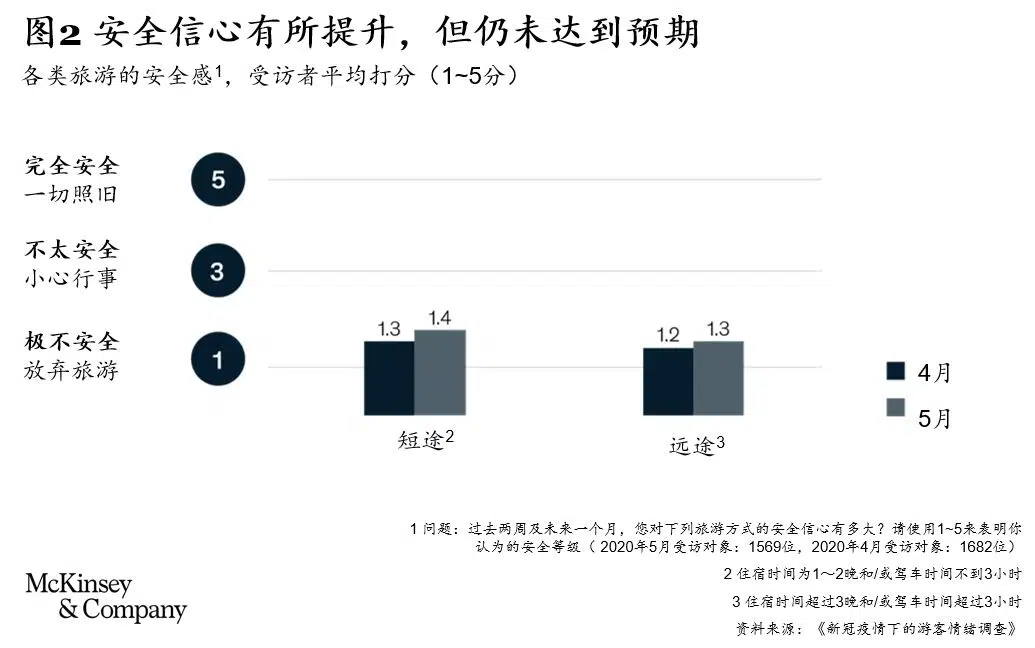 图2 安全信心有所提升，但仍未达到预期
各类旅游的安全感1，受访者平均打分（1~5分）
完全安全
一切照旧
5
不太安全
小心行事
3
极不安全
放弃旅游
1
1.3
1.4
1.2
1.3
4月
5月
短途2
远途3
1 问题：过去两周及未来一个月，您对下列旅游方式的安全信心有多大？请使用1~5来表明你
认为的安全等级（ 2020年5月受访对象：1569位，2020年4月受访对象：1682位）
2 住宿时间为1～2晚和/或驾车时间不到3小时
3 住宿时间超过3晚和/或驾车时间超过3小时
资料来源：《新冠疫情下的游客情绪调查》
McKinsey
& Company